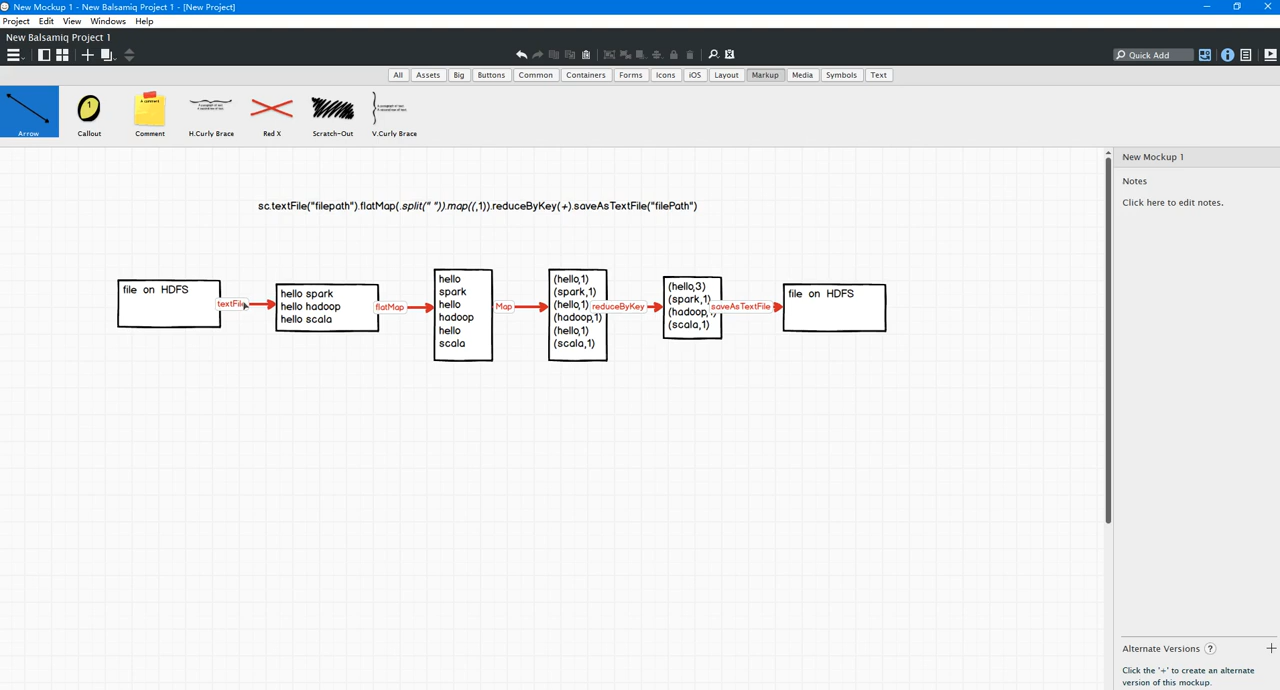 New Mockup 1 - New Balsamiq Project 1 - [New Project]
Project Edit View Windows Help
New Balsamiq Project 1
Quick Add
All Assets Big Buttons Common Containers Forms Icons iOS Layout Markup Media Symbols Text
1
A comment
Arrow Callout Comment H.Curly Brace Red X Scratch-Out V.Curly Brace
New Mockup 1
Notes
Click here to edit notes.
sc.textFile("filepath").flatMap(.split(" ")).map((,1)).reduceByKey(+).saveAsTextFile("filePath")
file on HDFS
textFile
hello spark
hello hadoop
hello scala
flatMap
hello
spark
hello
hadoop
hello
scala
Map
(hello,1)
(spark,1)
(hello,1)
(hadoop,1)
(hello,1)
(scala,1)
reduceByKey
(hello,3)
(spark,1)
(hadoop,1)
(scala,1)
saveAsTextFile
file on HDFS
Alternate Versions ? +
Click the '+' to create an alternate
version of this mockup.